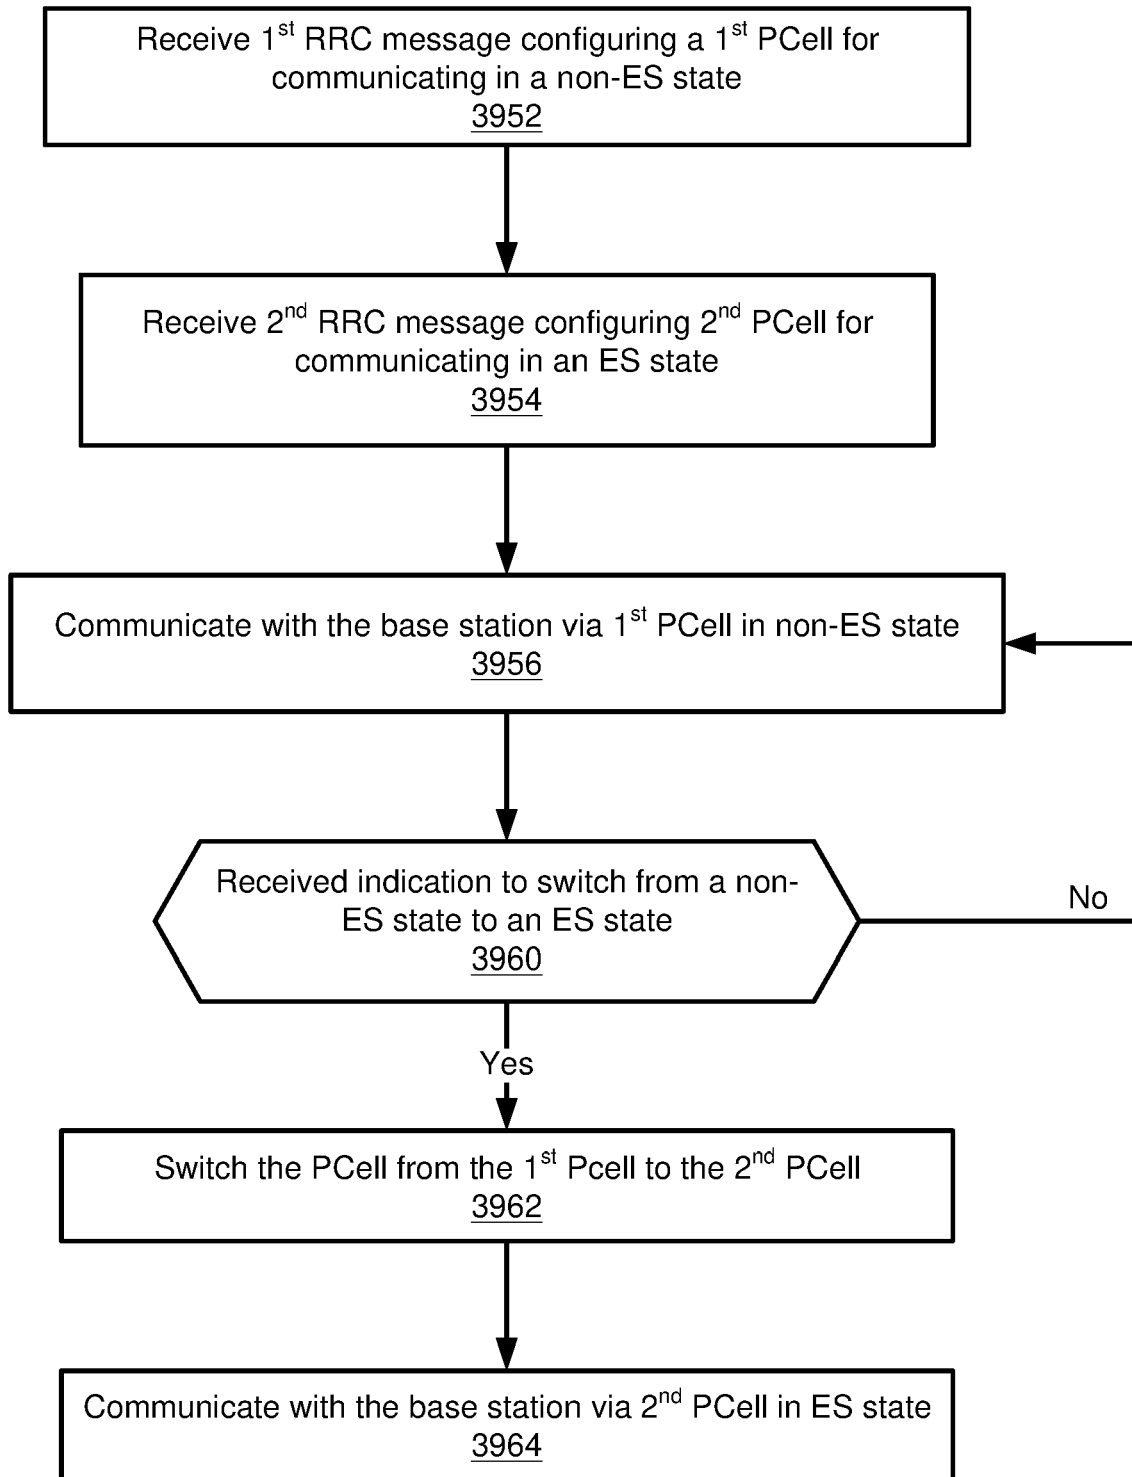 Receive 1st RRC message configuring a 1st PCell for
communicating in a non-ES state
3952
Receive 2nd RRC message configuring 2nd PCell for
communicating in an ES state
3954
Communicate with the base station via 1st PCell in non-ES state
3956
Received indication to switch from a non-
ES state to an ES state
3960
No
Yes
Switch the PCell from the 1st Pcell to the 2nd PCell
3962
Communicate with the base station via 2nd PCell in ES state
3964